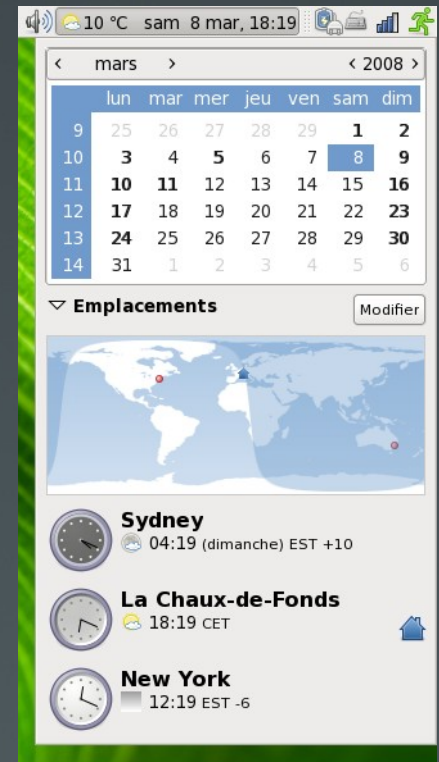 10 °C sam 8 mar, 18:19
< mars > < 2008 >
lun mar mer jeu ven sam dim
9 25 26 27 28 29 1 2
10 3 4 5 6 7 8 9
11 10 11 12 13 14 15 16
12 17 18 19 20 21 22 23
13 24 25 26 27 28 29 30
14 31 1 2 3 4 5 6
Emplacements Modifier
Sydney
04:19 (dimanche) EST +10
La Chaux-de-Fonds
18:19 CET
New York
12:19 EST -6